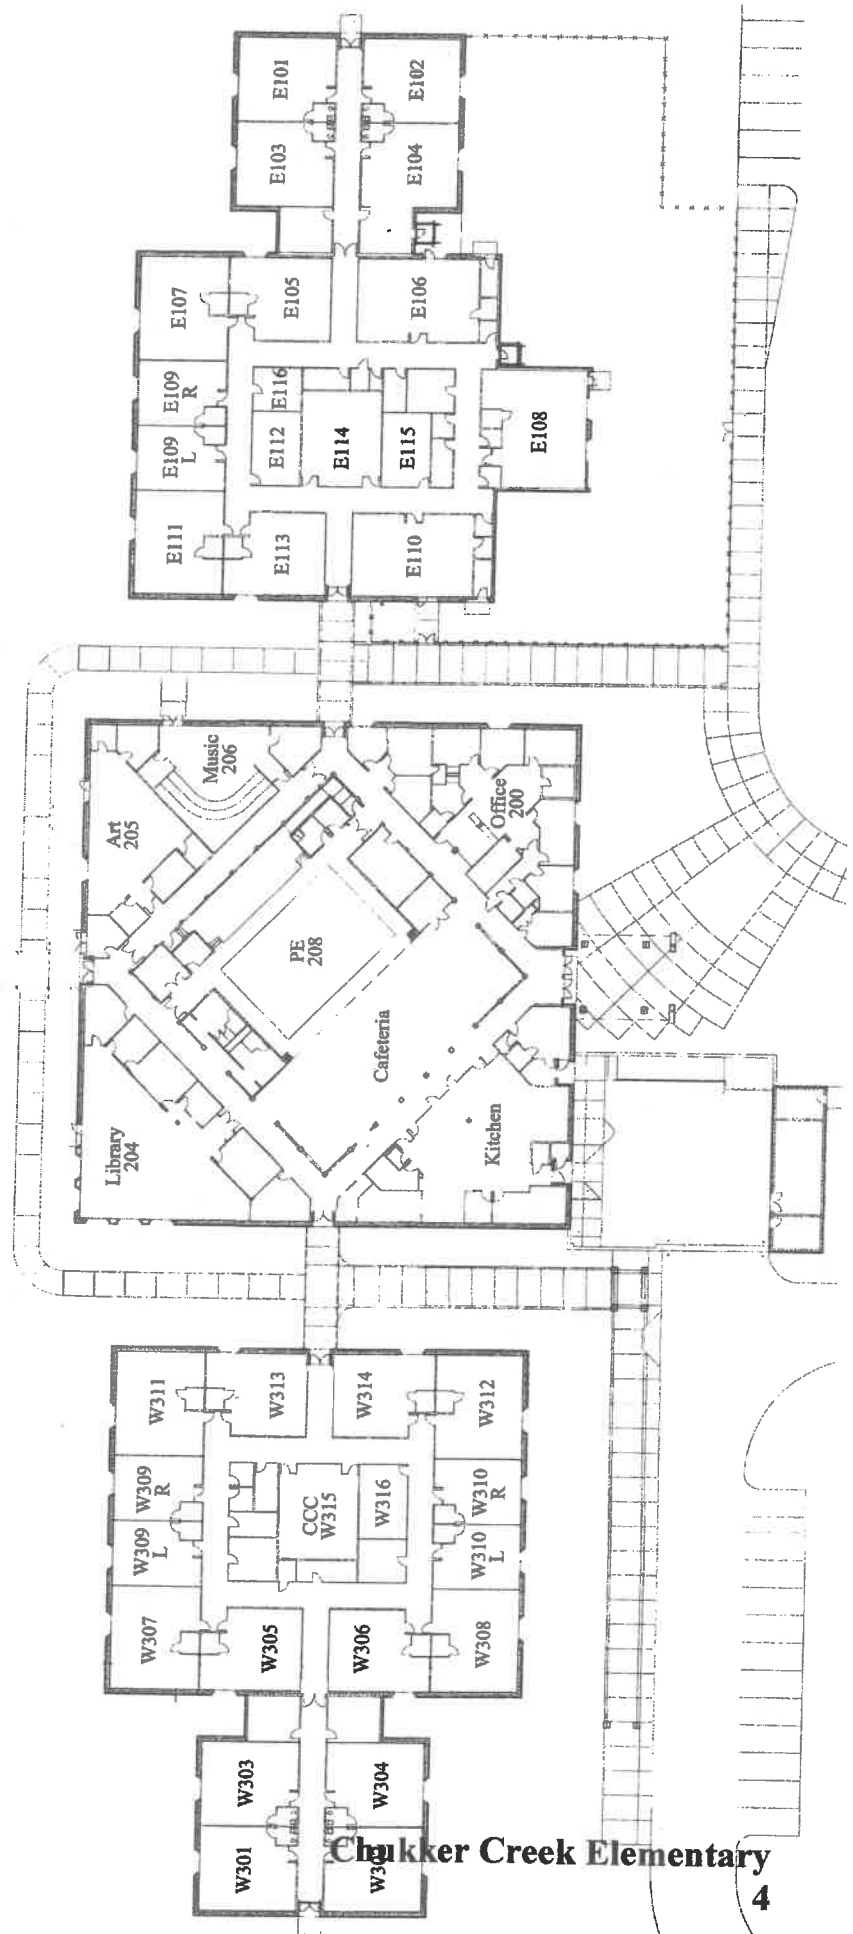 E101
E102
E103
E104
E107
E105
E106
E109
R
E116
E109
L
E112
E114
E115
E108
E111
E113
E110
Music
206
Art
205
Office
200
PE
208
Cafeteria
Library
204
Kitchen
W311
W313
W314
W312
W309
R
CCC
W315
W316
W310
R
W309
L
W310
L
W307
W305
W306
W308
W303
W304
W301
Chukker Creek Elementary
4